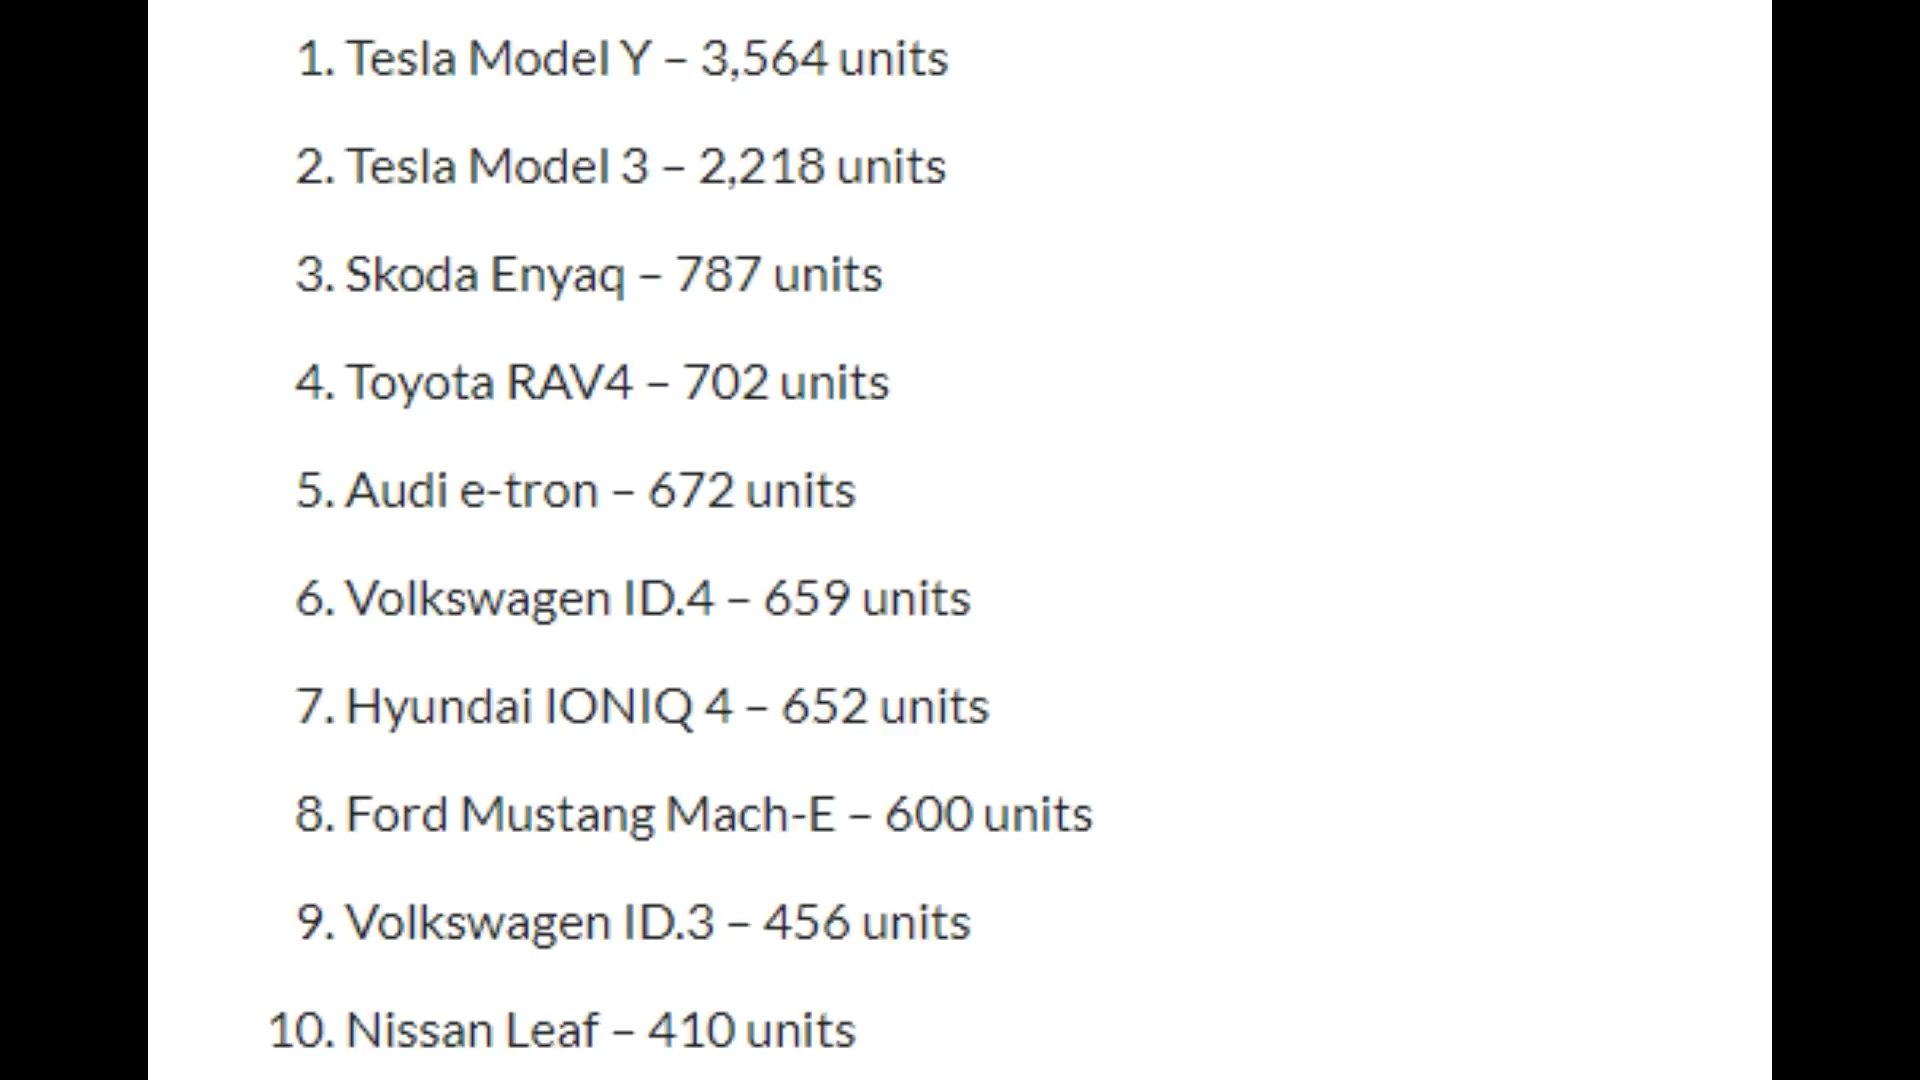 1. Tesla Model Y – 3,564 units
2. Tesla Model 3 – 2,218 units
3. Skoda Enyaq – 787 units
4. Toyota RAV4 – 702 units
5. Audi e-tron – 672 units
6. Volkswagen ID.4 – 659 units
7. Hyundai IONIQ 4 – 652 units
8. Ford Mustang Mach-E – 600 units
9. Volkswagen ID.3 – 456 units
10. Nissan Leaf – 410 units